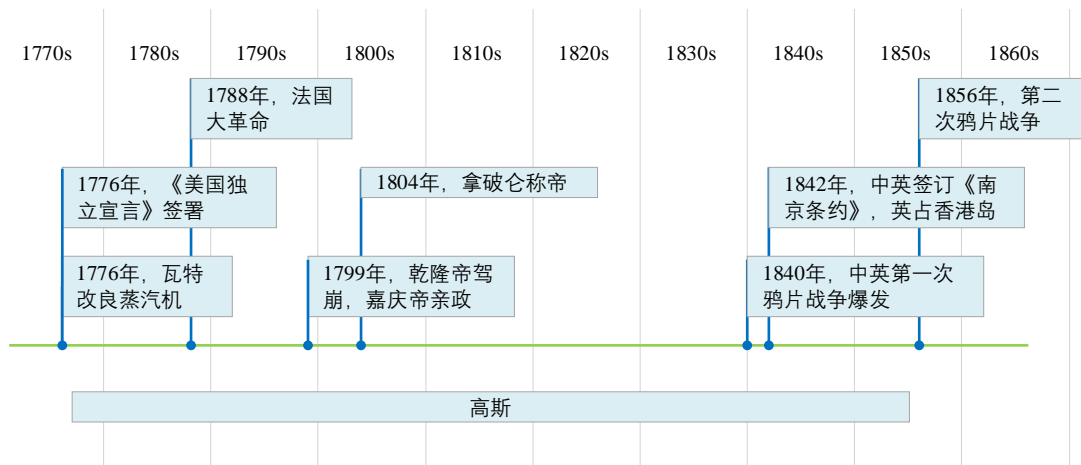 1770s 1780s 1790s 1800s 1810s 1820s 1830s 1840s 1850s 1860s
1788年，法国
大革命
1856年，第二
次鸦片战争
1776年，《美国独
立宣言》签署
1804年，拿破仑称帝
1842年，中英签订《南
京条约》，英占香港岛
1776年，瓦特
改良蒸汽机
1799年，乾隆帝驾
崩，嘉庆帝亲政
1840年，中英第一次
鸦片战争爆发
高斯